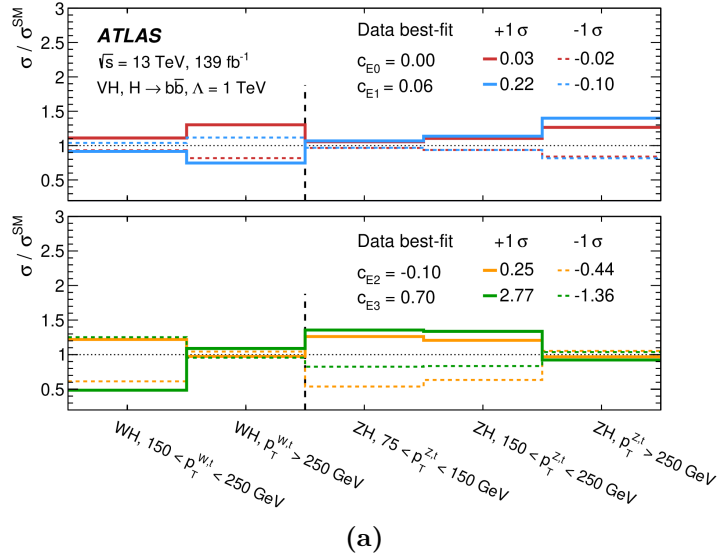 σ / σ^SM
3
2.5
2
1.5
1
0.5
ATLAS
√s = 13 TeV, 139 fb⁻¹
VH, H → bb̅, Λ = 1 TeV
Data best-fit +1 σ -1 σ
c_E0 = 0.00 0.03 -0.02
c_E1 = 0.06 0.22 -0.10
σ / σ^SM
3
2.5
2
1.5
1
0.5
Data best-fit +1 σ -1 σ
c_E2 = -0.10 0.25 -0.44
c_E3 = 0.70 2.77 -1.36
WH, 150 < p_T^W,t < 250 GeV
WH, p_T^W,t > 250 GeV
ZH, 75 < p_T^Z,t < 150 GeV
ZH, 150 < p_T^Z,t < 250 GeV
ZH, p_T^Z,t > 250 GeV
(a)